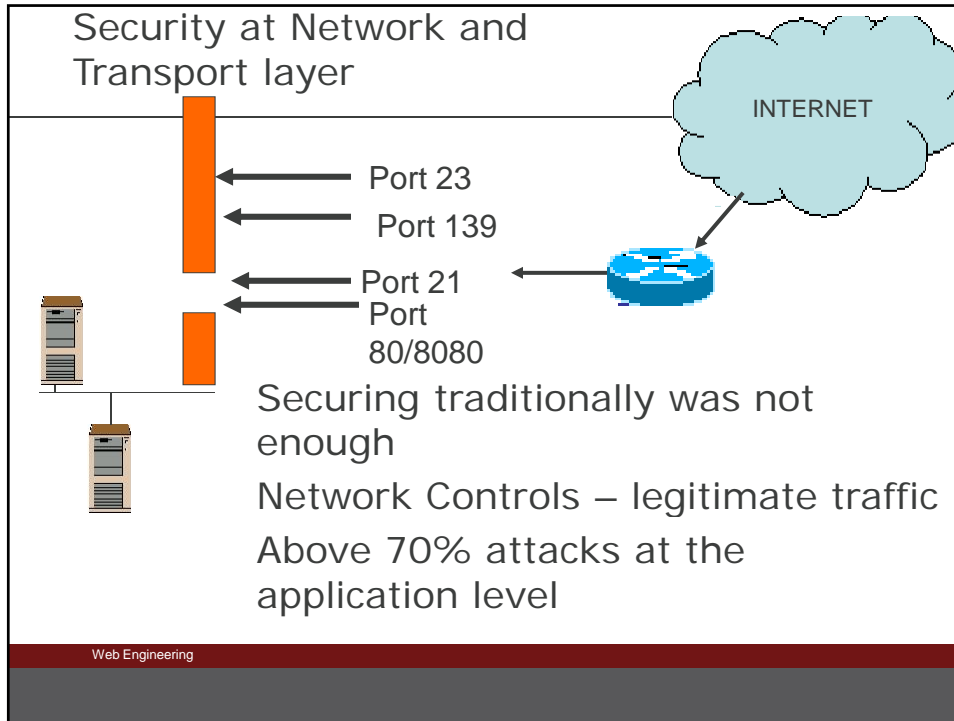 Security at Network and
Transport layer
INTERNET
Port 23
Port 139
Port 21
Port
80/8080
Securing traditionally was not
enough
Network Controls – legitimate traffic
Above 70% attacks at the
application level
Web Engineering